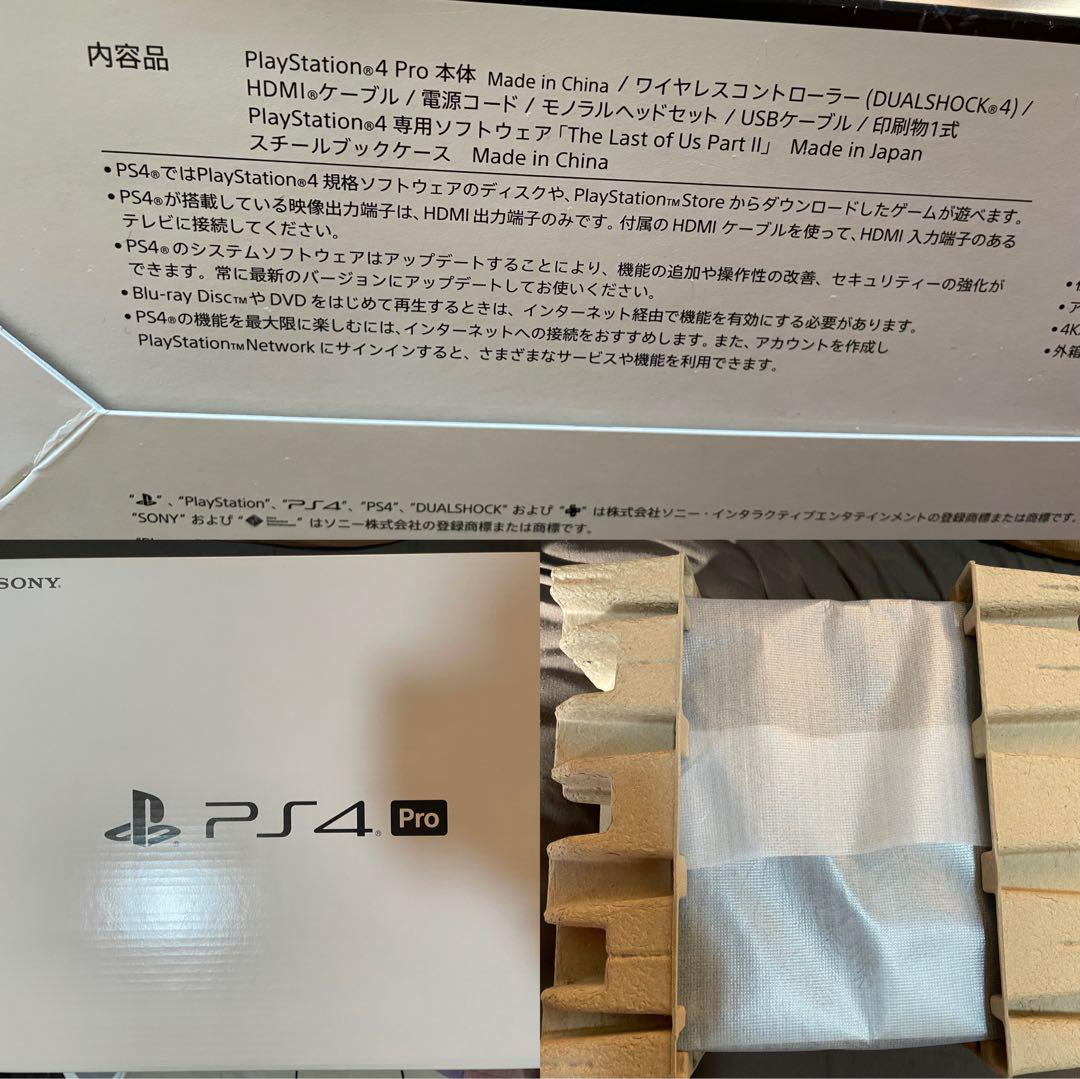 内容品
PlayStation®4 Pro 本体 Made in China / ワイヤレスコントローラー (DUALSHOCK®4) /
HDMI®ケーブル / 電源コード / モノラルヘッドセット / USBケーブル / 印刷物1式
PlayStation®4 専用ソフトウェア「The Last of Us Part II」 Made in Japan
スチールブックケース Made in China
•PS4®ではPlayStation®4 規格ソフトウェアのディスクや、PlayStation™Store からダウンロードしたゲームが遊べます。
•PS4®が搭載している映像出力端子は、HDMI 出力端子のみです。付属の HDMI ケーブルを使って、HDMI 入力端子のある
テレビに接続してください。
•PS4®のシステムソフトウェアはアップデートすることにより、機能の追加や操作性の改善、セキュリティーの強化が
できます。常に最新のバージョンにアップデートしてお使いください。
•Blu-ray Disc™や DVD をはじめて再生するときは、インターネット経由で機能を有効にする必要があります。
•PS4®の機能を最大限に楽しむには、インターネットへの接続をおすすめします。また、アカウントを作成し
PlayStation™Network にサインインすると、さまざまなサービスや機能を利用できます。
•ア
•4K
•外箱
“ ”、“PlayStation”、“PS4”、“PS4”、“DUALSHOCK” および “ ” は株式会社ソニー・インタラクティブエンタテインメントの登録商標または商標です。
“SONY” および “ ” はソニー株式会社の登録商標または商標です。
SONY
PS4 Pro